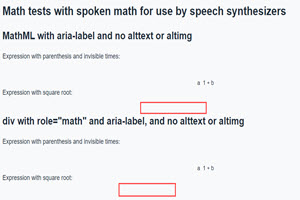 Math tests with spoken math for use by speech synthesizers
MathML with aria-label and no alttext or altimg
Expression with parenthesis and invisible times:
a 1 + b
Expression with square root:
div with role="math" and aria-label, and no alttext or altimg
Expression with parenthesis and invisible times:
a 1 + b
Expression with square root: